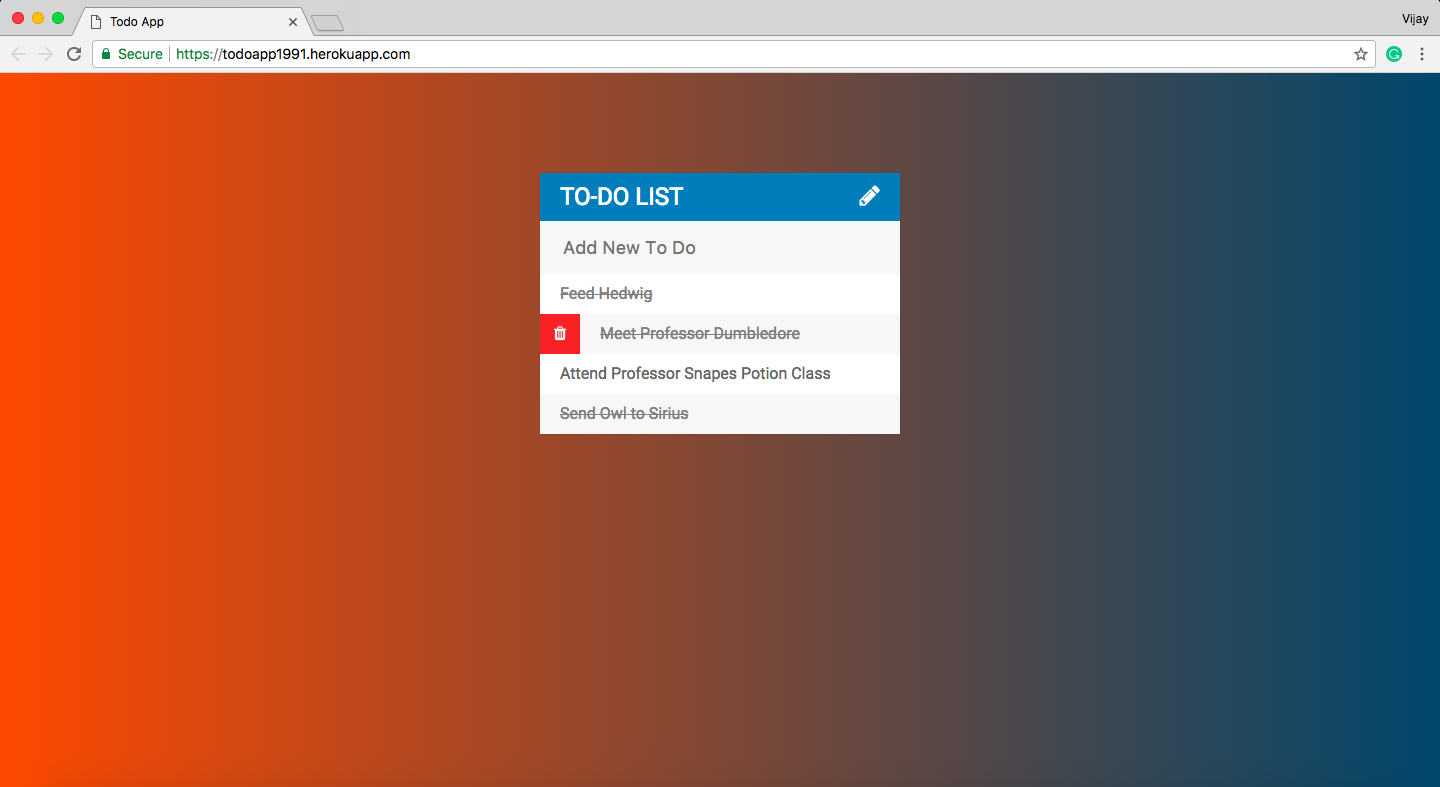 Todo App
Vijay
Secure https://todoapp1991.herokuapp.com
TO-DO LIST
Add New To Do
Feed Hedwig
Meet Professor Dumbledore
Attend Professor Snapes Potion Class
Send Owl to Sirius